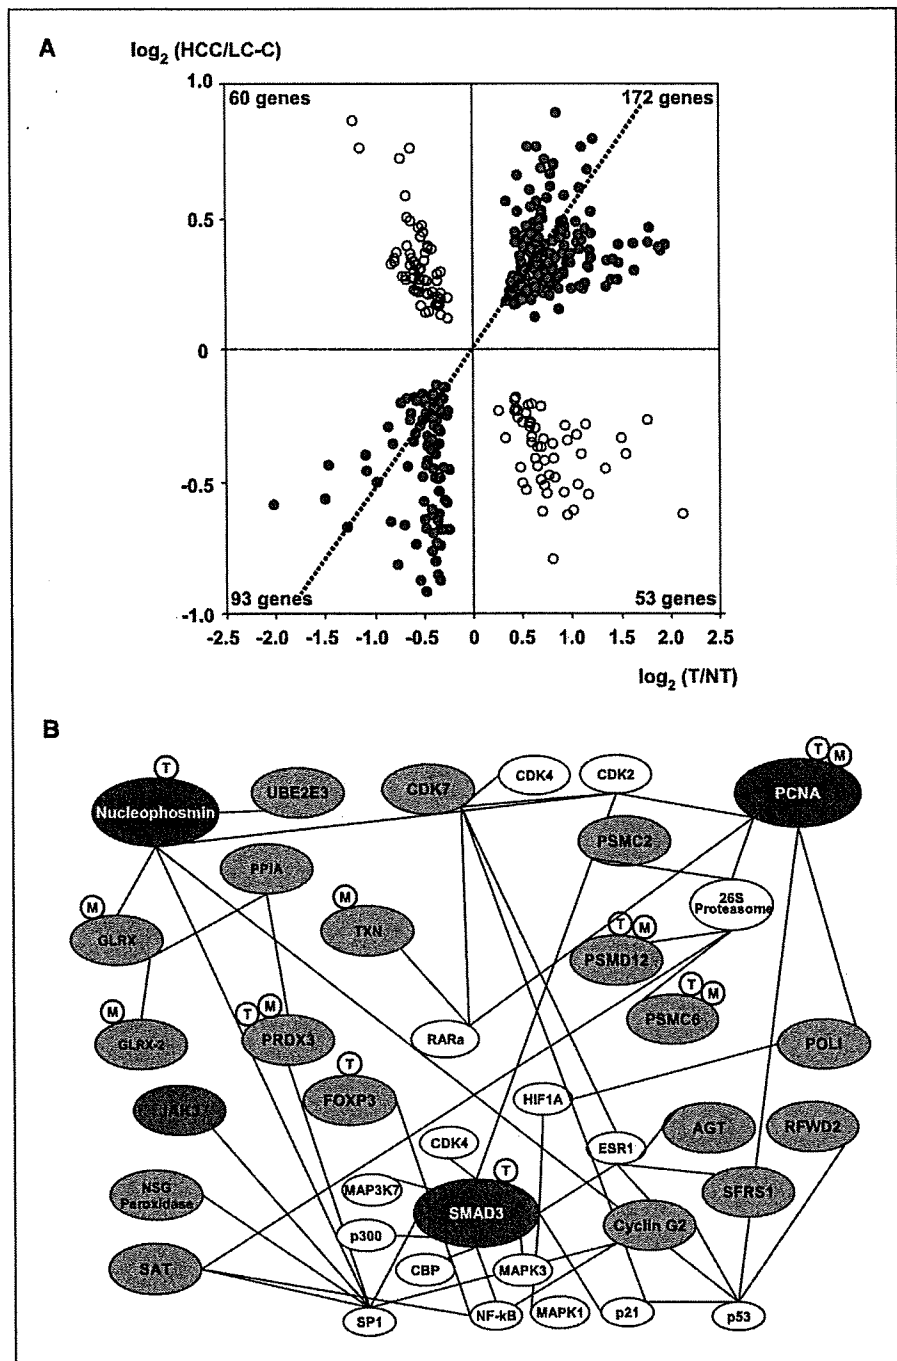 A
log2 (HCC/LC-C)
1.0
60 genes
172 genes
0.5
0
-0.5
93 genes
53 genes
-1.0
-2.5 -2.0 -1.5 -1.0 -0.5 0 0.5 1.0 1.5 2.0 2.5
log2 (T/NT)
B
T
T M
Nucleophosmin
UBE2E3
CDK7
CDK4
CDK2
PCNA
PSMC2
PPIA
26S
Proteasome
M
M
GLRX
TXN
T M
PSMD12
T M
PSMC6
M
T M
GLRX-2
PRDX3
RARa
POLI
T
FOXP3
HIF1A
JAK3
CDK4
ESR1
AGT
RFWD2
T
NSG
Peroxidase
MAP3K7
SMAD3
SFRS1
Cyclin G2
p300
SAT
CBP
MAPK3
SP1
NF-kB
MAPK1
p21
p53